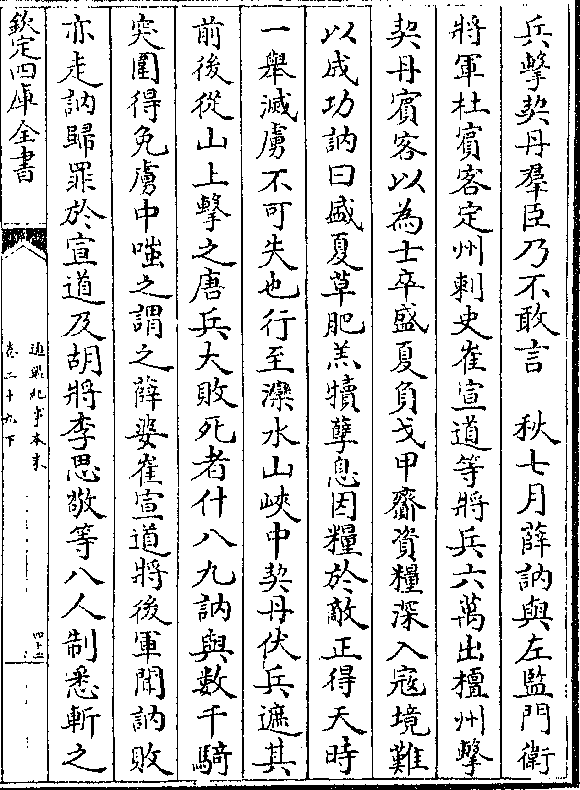 兵擊契丹羣臣乃不敢言　秋七月薛訥與左監門衛
將軍杜賓客定州刺史崔宣道等將兵六萬出檀州擊
契丹賓客以為士卒盛夏負戈甲齎資糧深入冦境難
以成功訥曰盛夏草肥羔犢孳息因糧於敵正得天時
一舉滅虜不可失也行至灤水山峽中契丹伏兵遮其
前後從山上擊之唐兵大敗死者什八九訥與數千騎
突圍得免虜中嗤之謂之薛婆崔宣道將後軍聞訥敗
亦走訥歸罪於宣道及胡將李思敬等八人制悉斬之
欽定四庫全書
通鑑紀事本末
卷二十九下
四十二